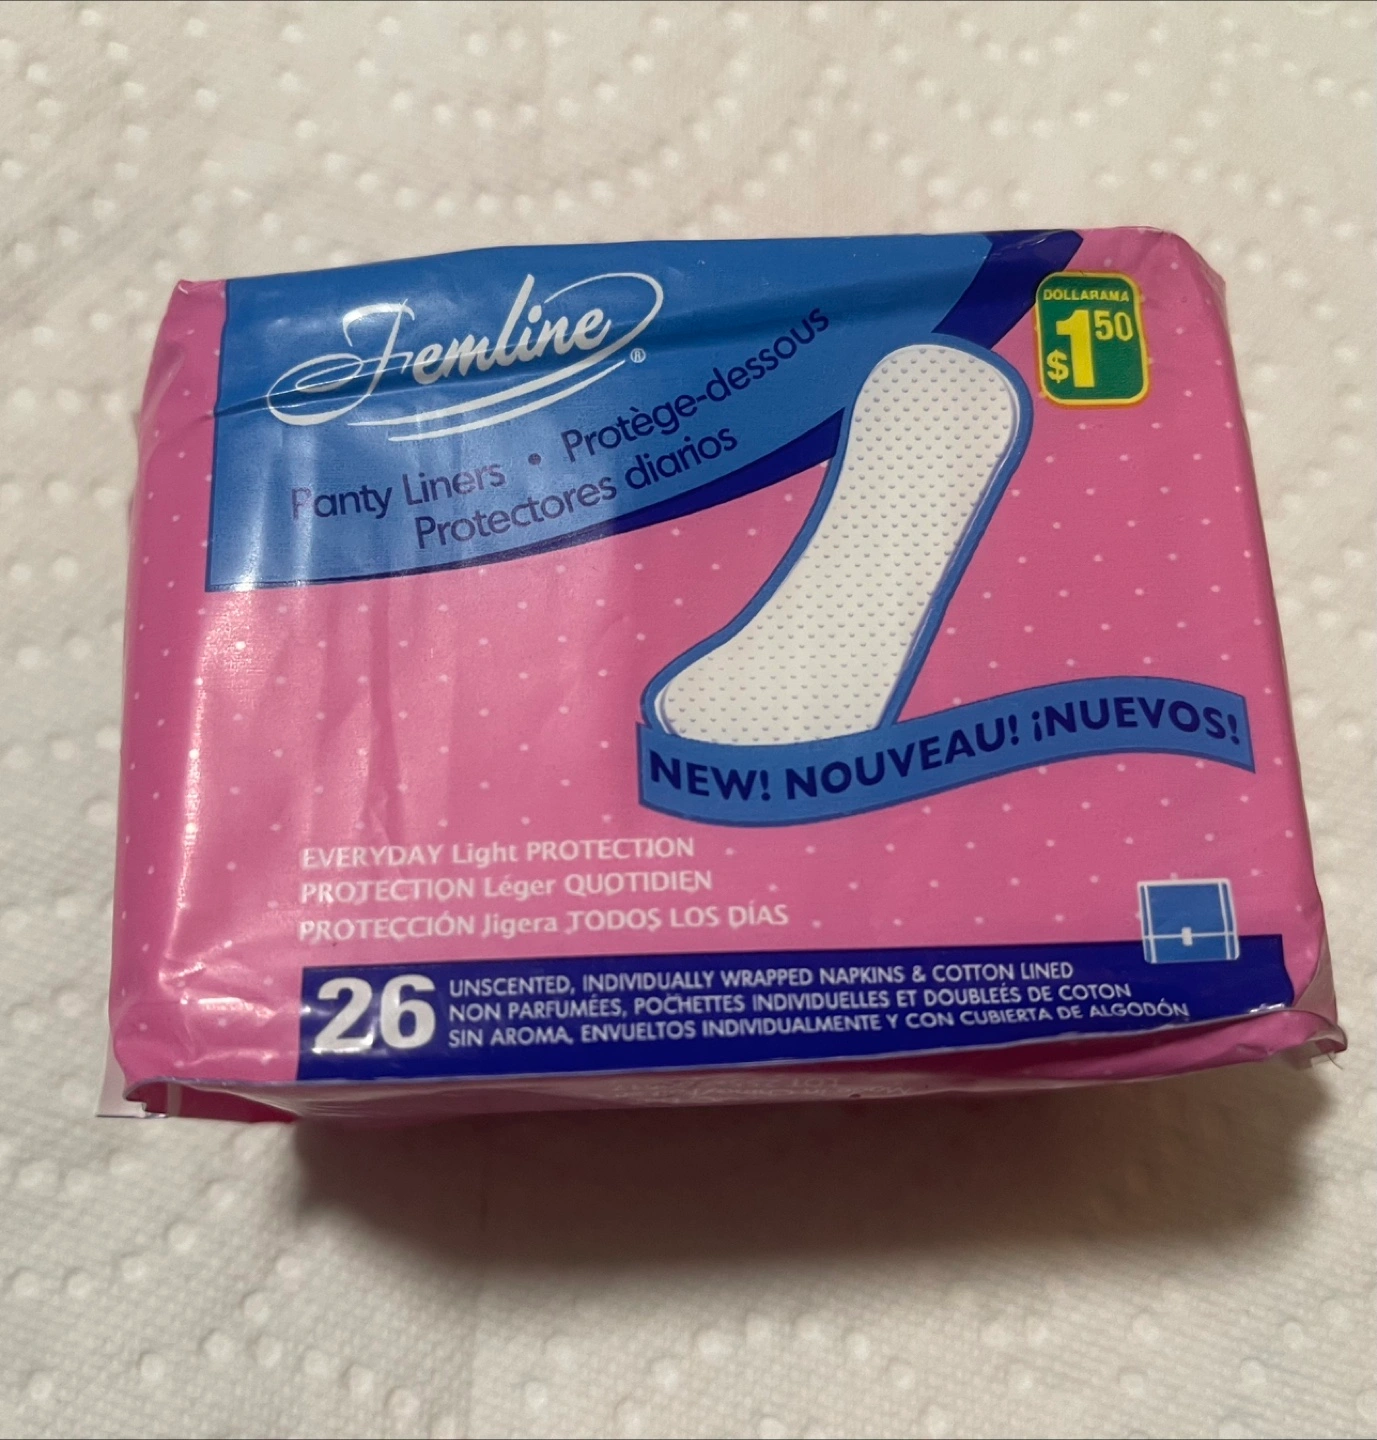 Femline®
Panty Liners • Protège-dessous
Protectores diarios
DOLLARAMA
$150
NEW! NOUVEAU! ¡NUEVOS!
EVERYDAY Light PROTECTION
PROTECTION Léger QUOTIDIEN
PROTECCIÓN Jigera TODOS LOS DÍAS
26
UNSCENTED, INDIVIDUALLY WRAPPED NAPKINS & COTTON LINED
NON PARFUMÉES, POCHETTES INDIVIDUELLES ET DOUBLEÉS DE COTON
SIN AROMA, ENVUELTOS INDIVIDUALMENTE Y CON CUBIERTA DE ALGODÓN